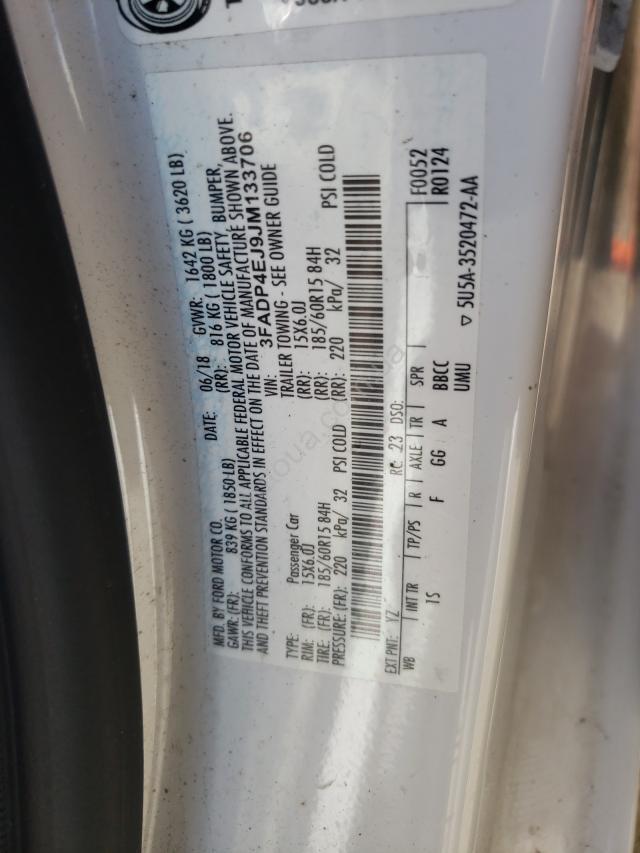 MFD. BY FORD MOTOR CO.
DATE: 06/18 GVWR: 1642 KG ( 3620 LB)
GAWR: (FR): 839 KG ( 1850 LB) (RR): 816 KG ( 1800 LB)
THIS VEHICLE CONFORMS TO ALL APPLICABLE FEDERAL MOTOR VEHICLE SAFETY, BUMPER,
AND THEFT PREVENTION STANDARDS IN EFFECT ON THE DATE OF MANUFACTURE SHOWN ABOVE.
VIN: 3FADP4EJ9JM133706
TYPE: Passenger Car TRAILER TOWING - SEE OWNER GUIDE
RIM: (FR): 15X6.0J (RR): 15X6.0J
TIRE: (FR): 185/60R15 84H (RR): 185/60R15 84H
PRESSURE: (FR): 220 kPa/ 32 PSI COLD (RR): 220 kPa/ 32 PSI COLD
EXT PNT: YZ RC: 23 DSO: F0052
WB INT TR TP/PS R AXLE TR SPR R0124
15 F GG A BBCC
UMU
5U5A-3520472-AA